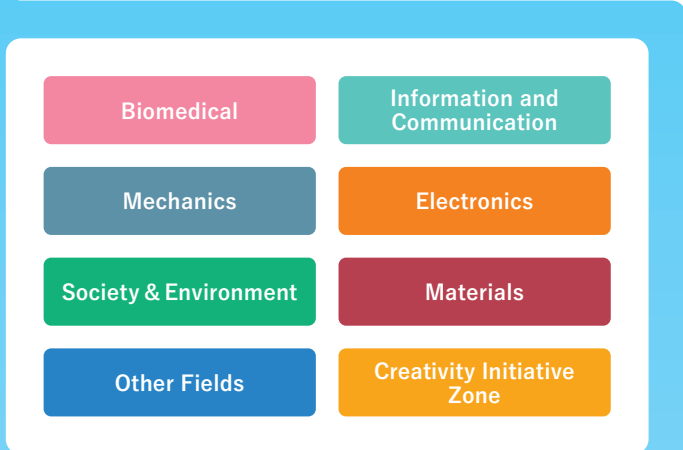 Biomedical
Information and
Communication
Mechanics
Electronics
Society & Environment
Materials
Other Fields
Creativity Initiative
Zone